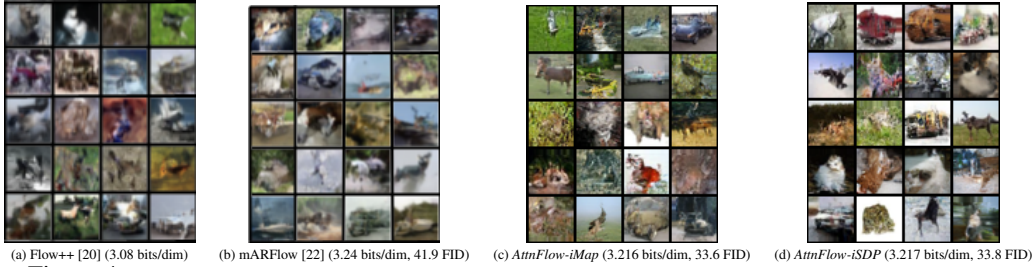 (a) Flow++ [20] (3.08 bits/dim)
(b) mARFlow [22] (3.24 bits/dim, 41.9 FID)
(c) AttnFlow-iMap (3.216 bits/dim, 33.6 FID)
(d) AttnFlow-iSDP (3.217 bits/dim, 33.8 FID)